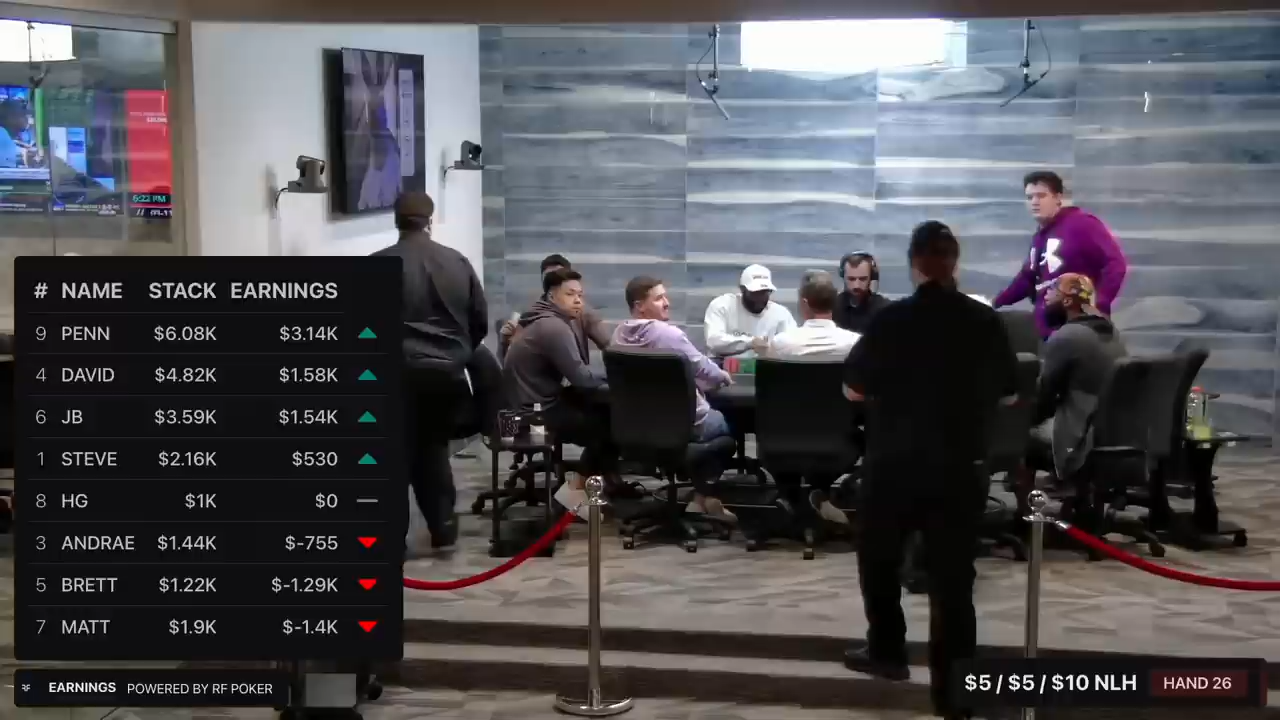 6:22 PM
# NAME STACK EARNINGS
9 PENN $6.08K $3.14K
4 DAVID $4.82K $1.58K
6 JB $3.59K $1.54K
1 STEVE $2.16K $530
8 HG $1K $0
3 ANDRAE $1.44K $-755
5 BRETT $1.22K $-1.29K
7 MATT $1.9K $-1.4K
EARNINGS POWERED BY RF POKER
$5 / $5 / $10 NLH HAND 26